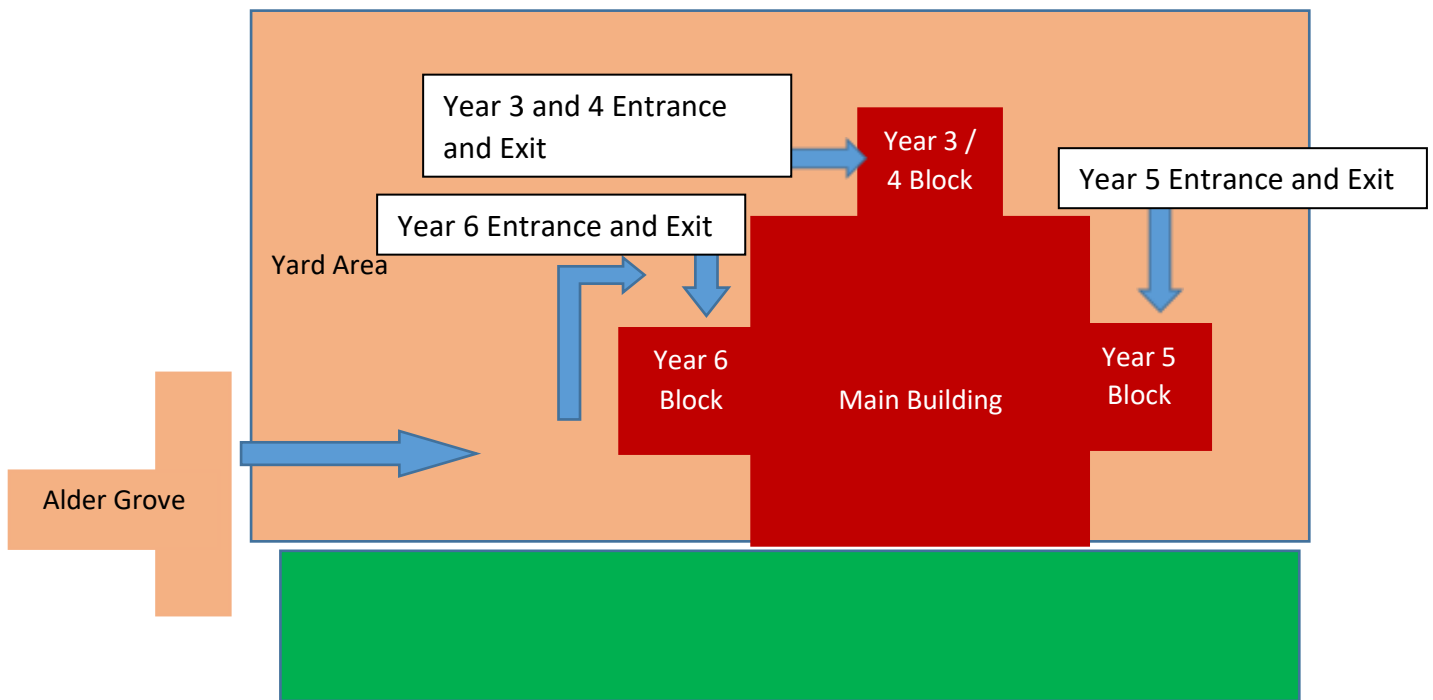 Year 3 and 4 Entrance
and Exit
Year 3 /
4 Block
Year 5 Entrance and Exit
Year 6 Entrance and Exit
Yard Area
Year 6
Block
Main Building
Year 5
Block
Alder Grove